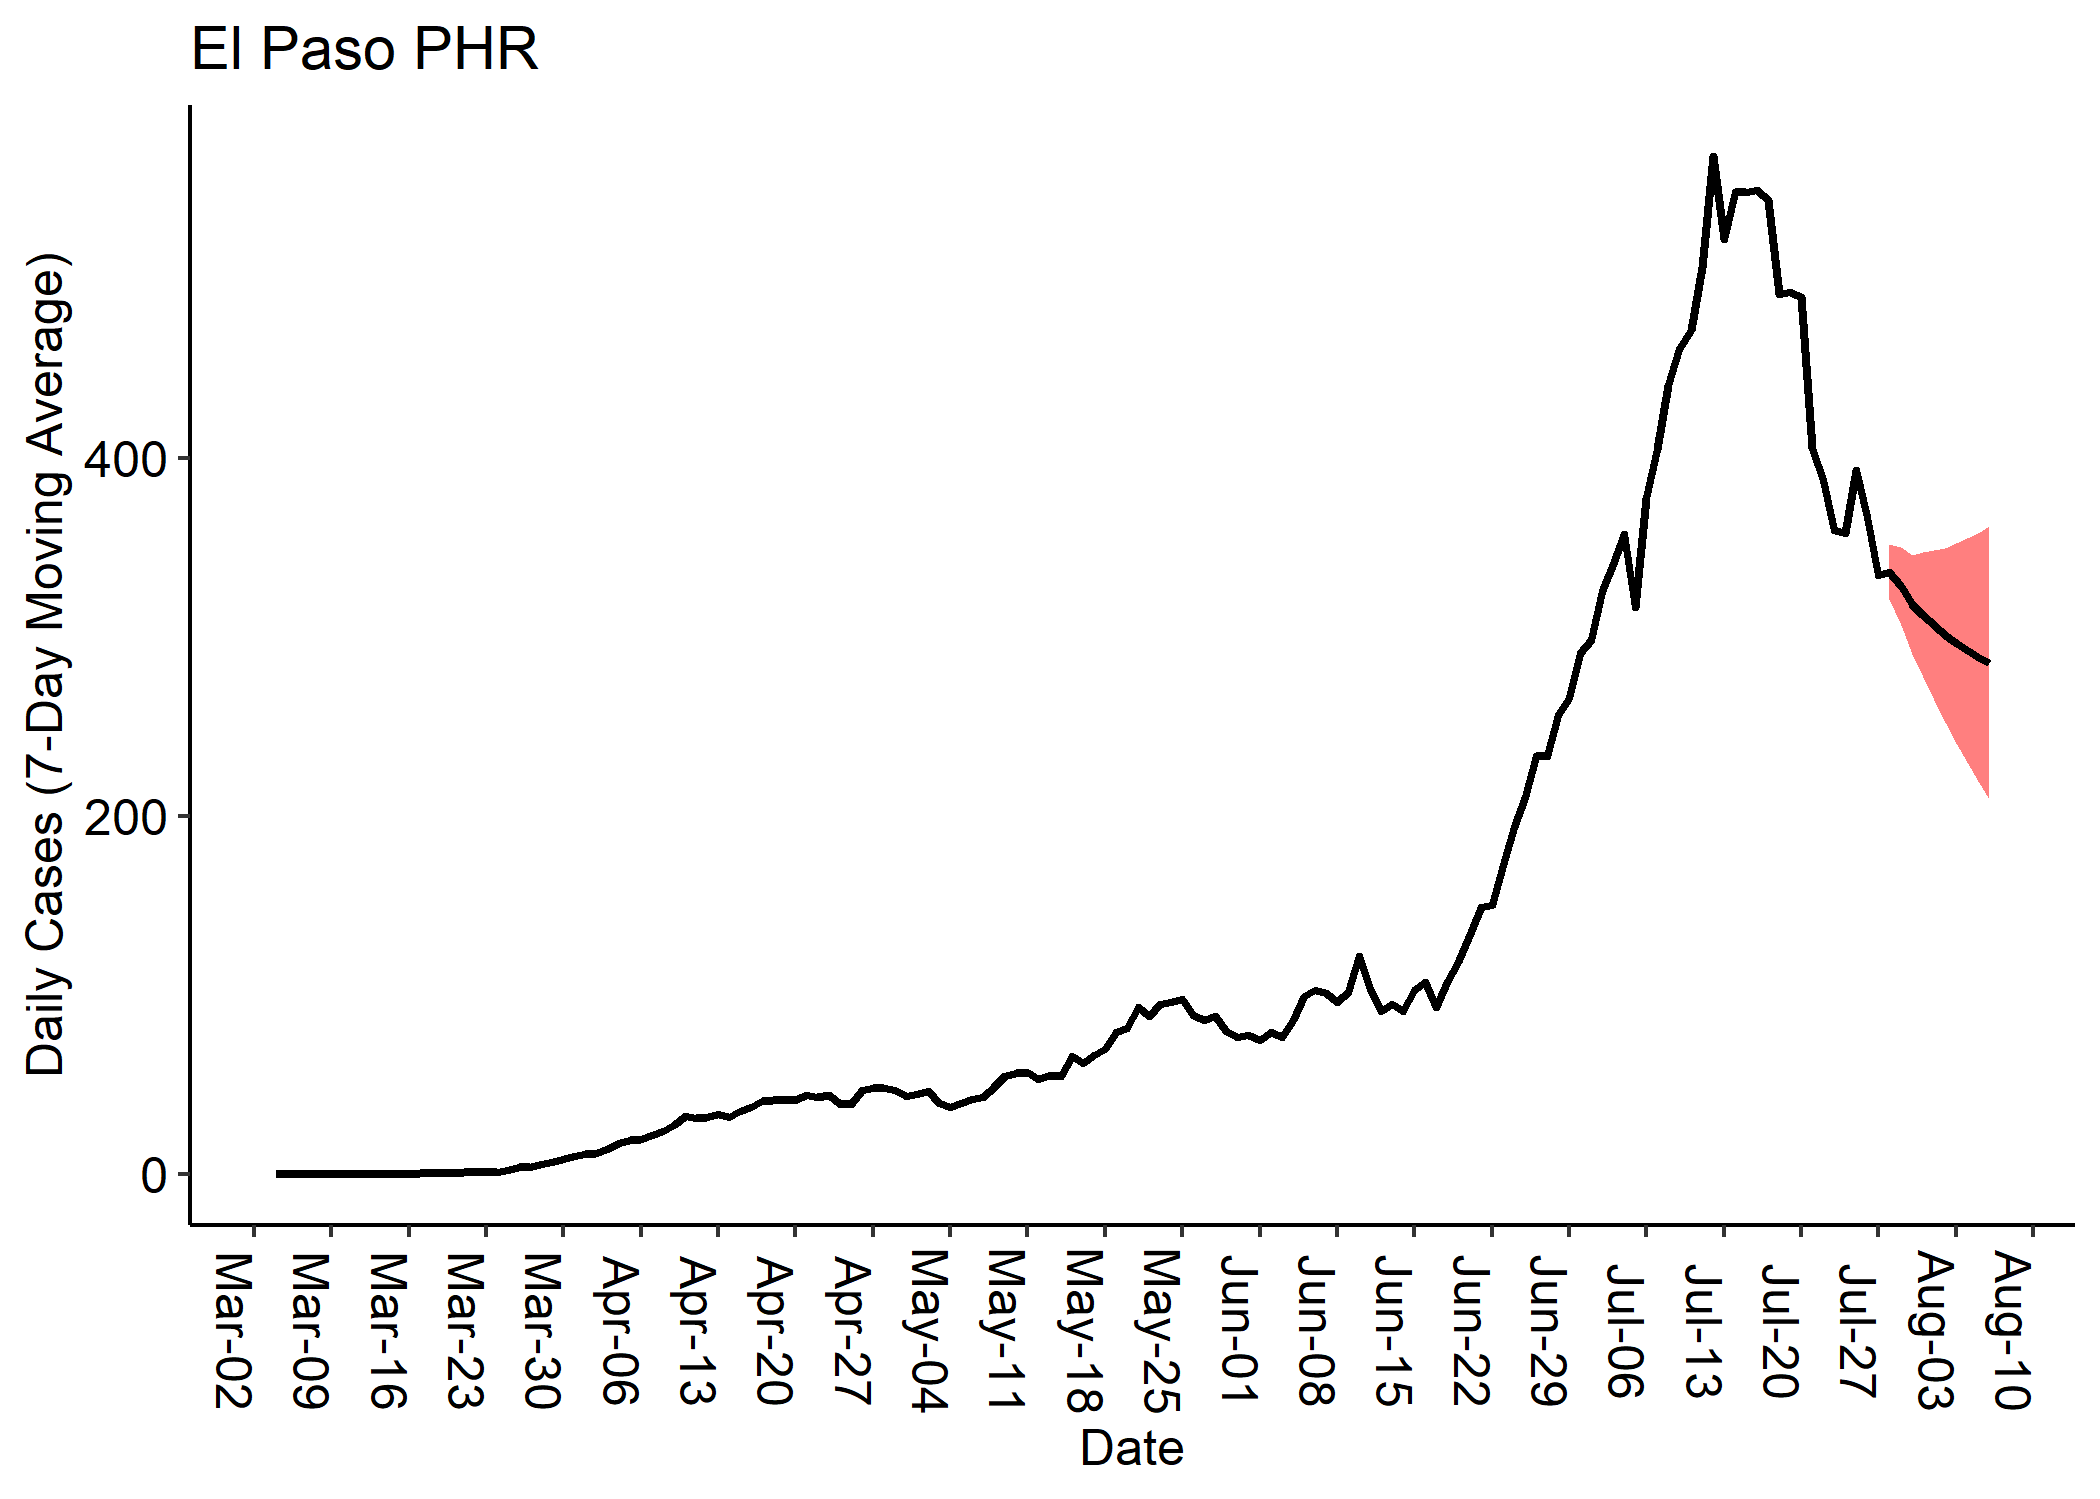 El Paso PHR
Daily Cases (7-Day Moving Average)
400
200
0
Mar-02
Mar-09
Mar-16
Mar-23
Mar-30
Apr-06
Apr-13
Apr-20
Apr-27
May-04
May-11
May-18
May-25
Jun-01
Jun-08
Jun-15
Jun-22
Jun-29
Jul-06
Jul-13
Jul-20
Jul-27
Aug-03
Aug-10
Date